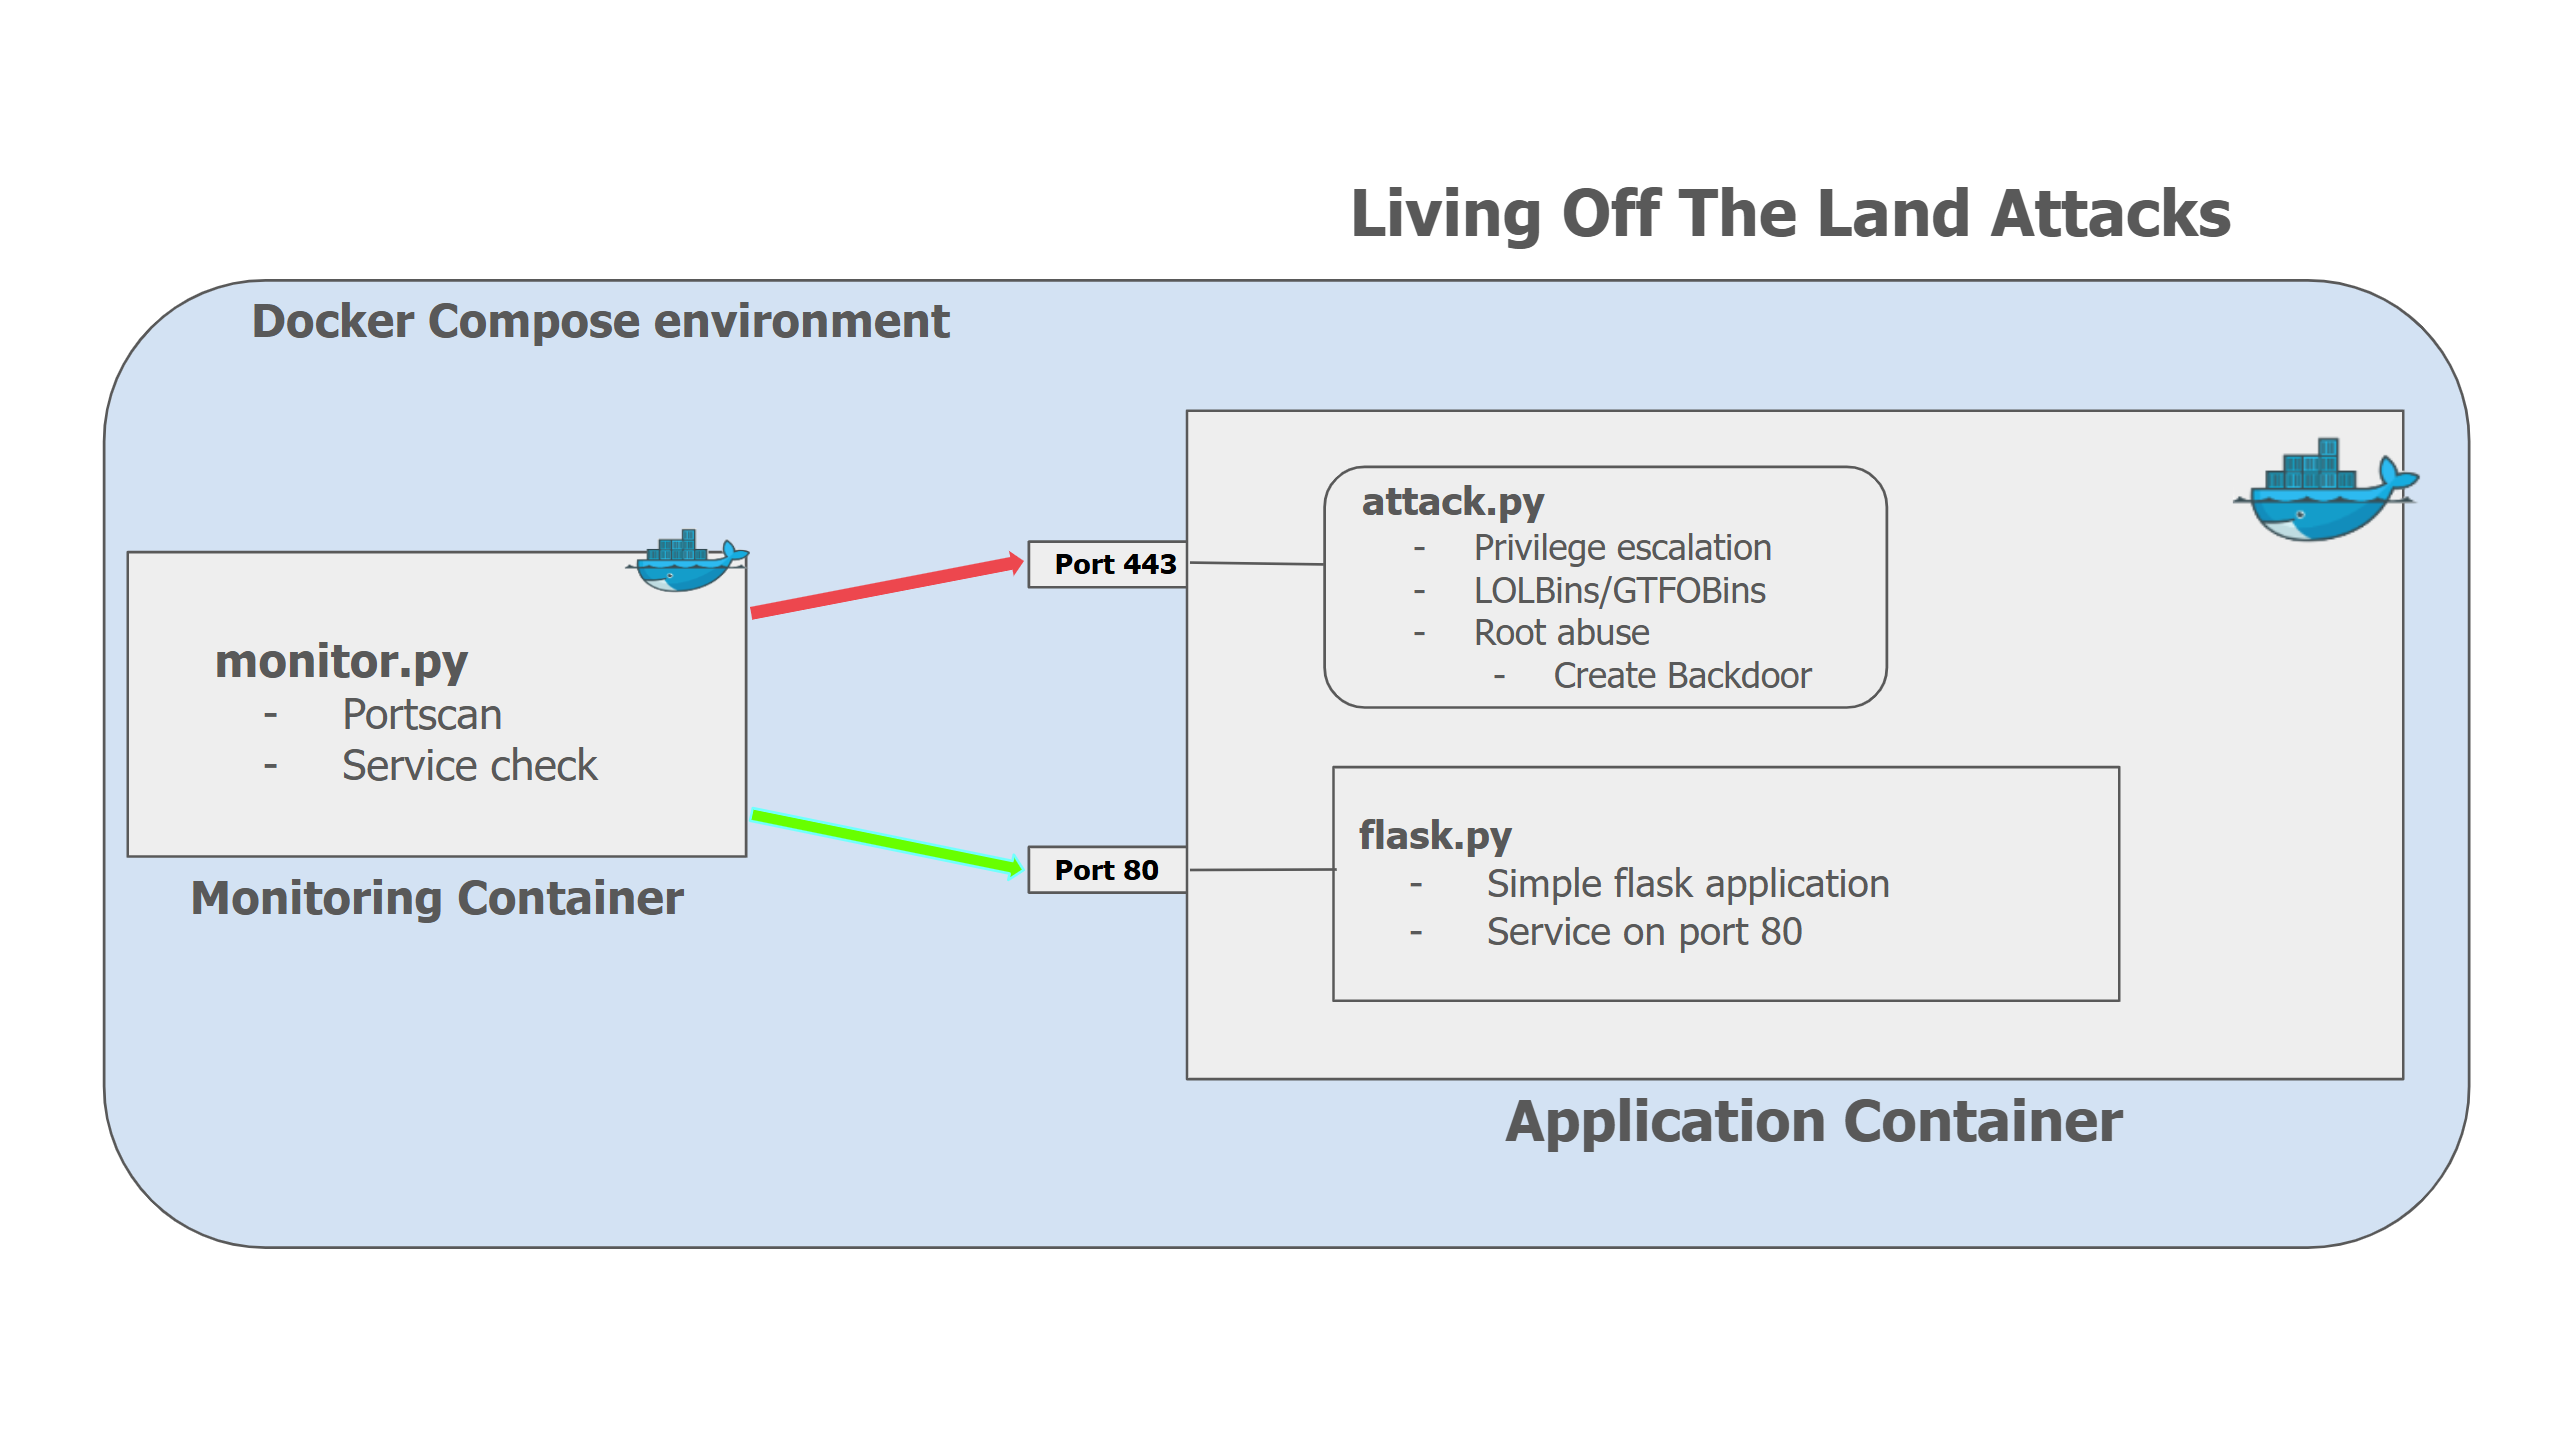 Living Off The Land Attacks
Docker Compose environment
monitor.py
- Portscan
- Service check
Monitoring Container
Port 443
Port 80
attack.py
- Privilege escalation
- LOLBins/GTFOBins
- Root abuse
- Create Backdoor
flask.py
- Simple flask application
- Service on port 80
Application Container